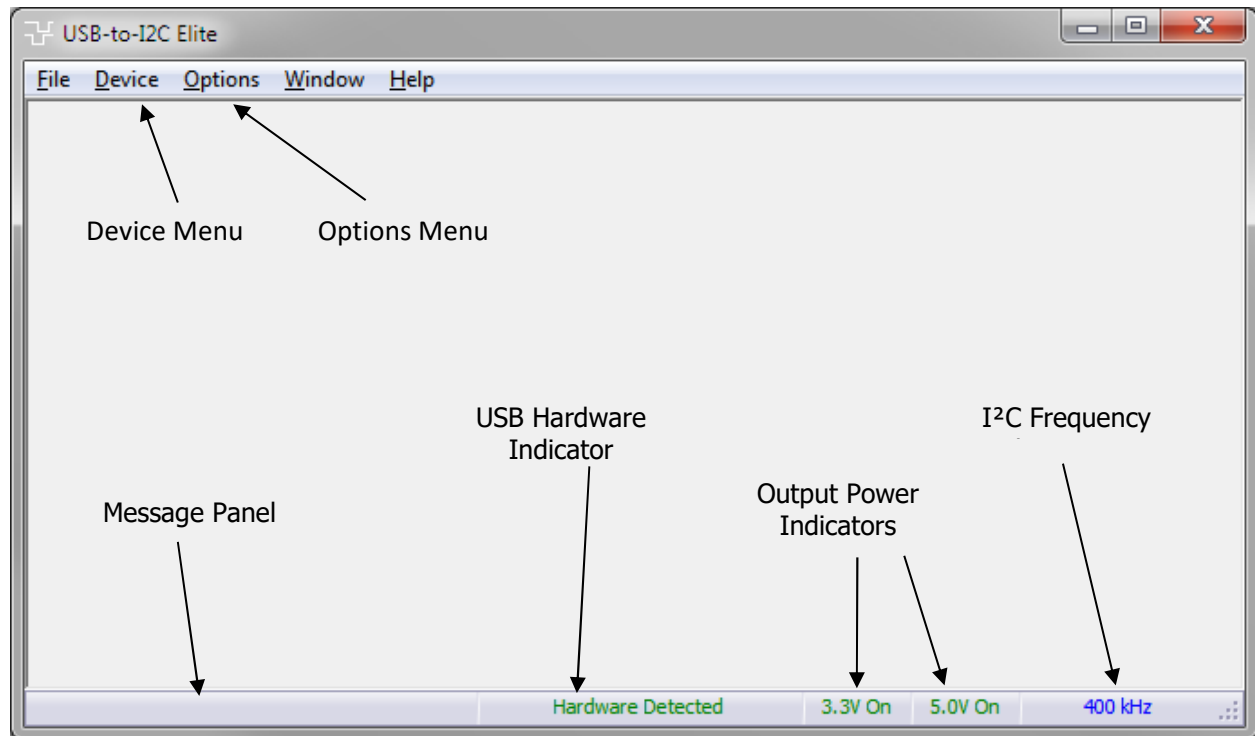 USB-to-I2C Elite
File Device Options Window Help
Device Menu
Options Menu
USB Hardware
Indicator
I²C Frequency
Output Power
Indicators
Message Panel
Hardware Detected
3.3V On
5.0V On
400 kHz